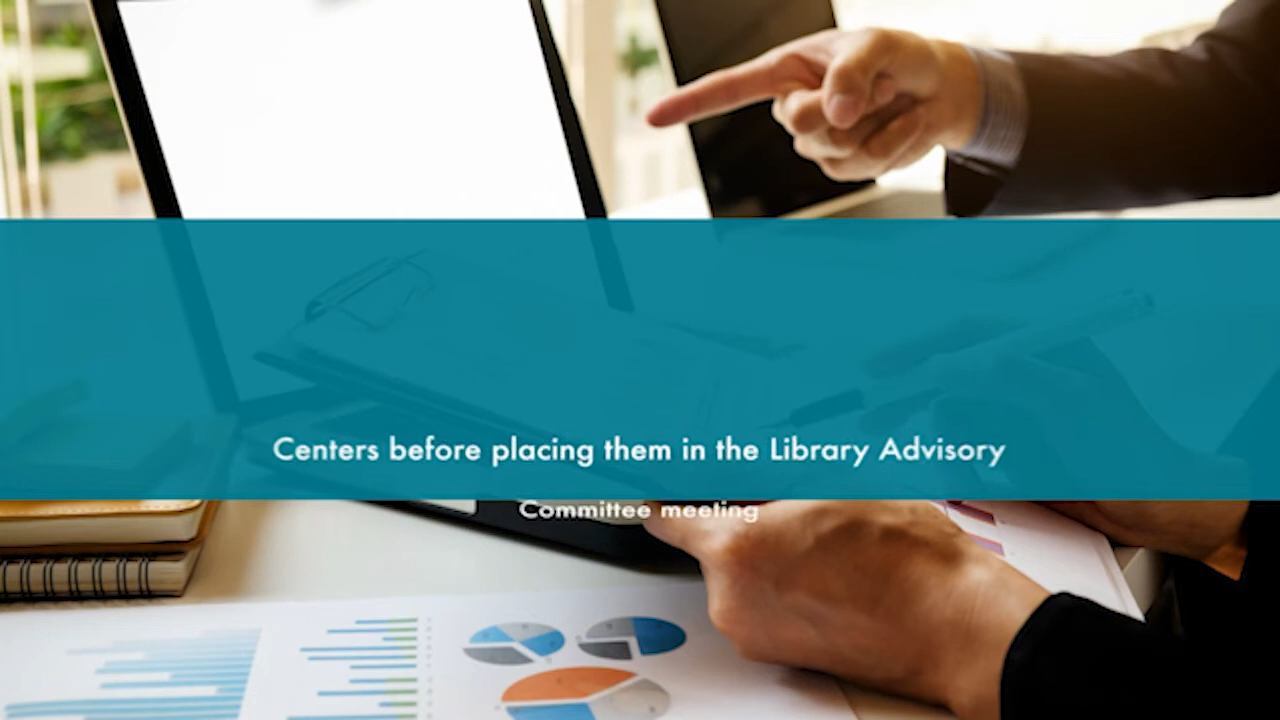 Centers before placing them in the Library Advisory
Committee meeting